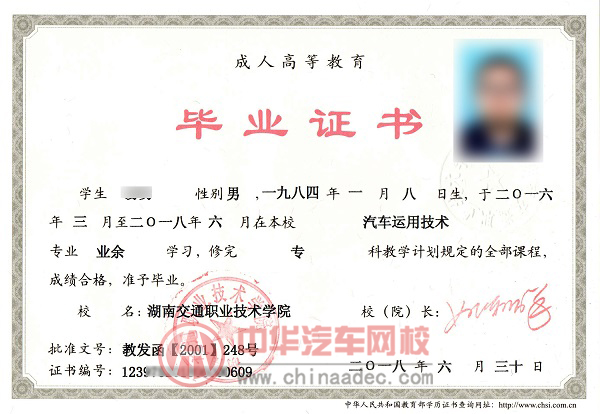 成人高等教育
毕业证书
学生 性别 男，一九八四年 一 月 八 日生，于二〇一六
年 三 月至二〇一八年 六 月在本校 汽车运用技术
专业 业余 学习，修完 专 科教学计划规定的全部课程，
成绩合格，准予毕业。
校 名：湖南交通职业技术学院 校（院）长：
批准文号：教发函【2001】248号
证书编号：1239 0609
二〇一八年 六 月 三十日
中华汽车网校
www.chinaadec.com
中华人民共和国教育部学历证书查询网址：http://www.chsi.com.cn